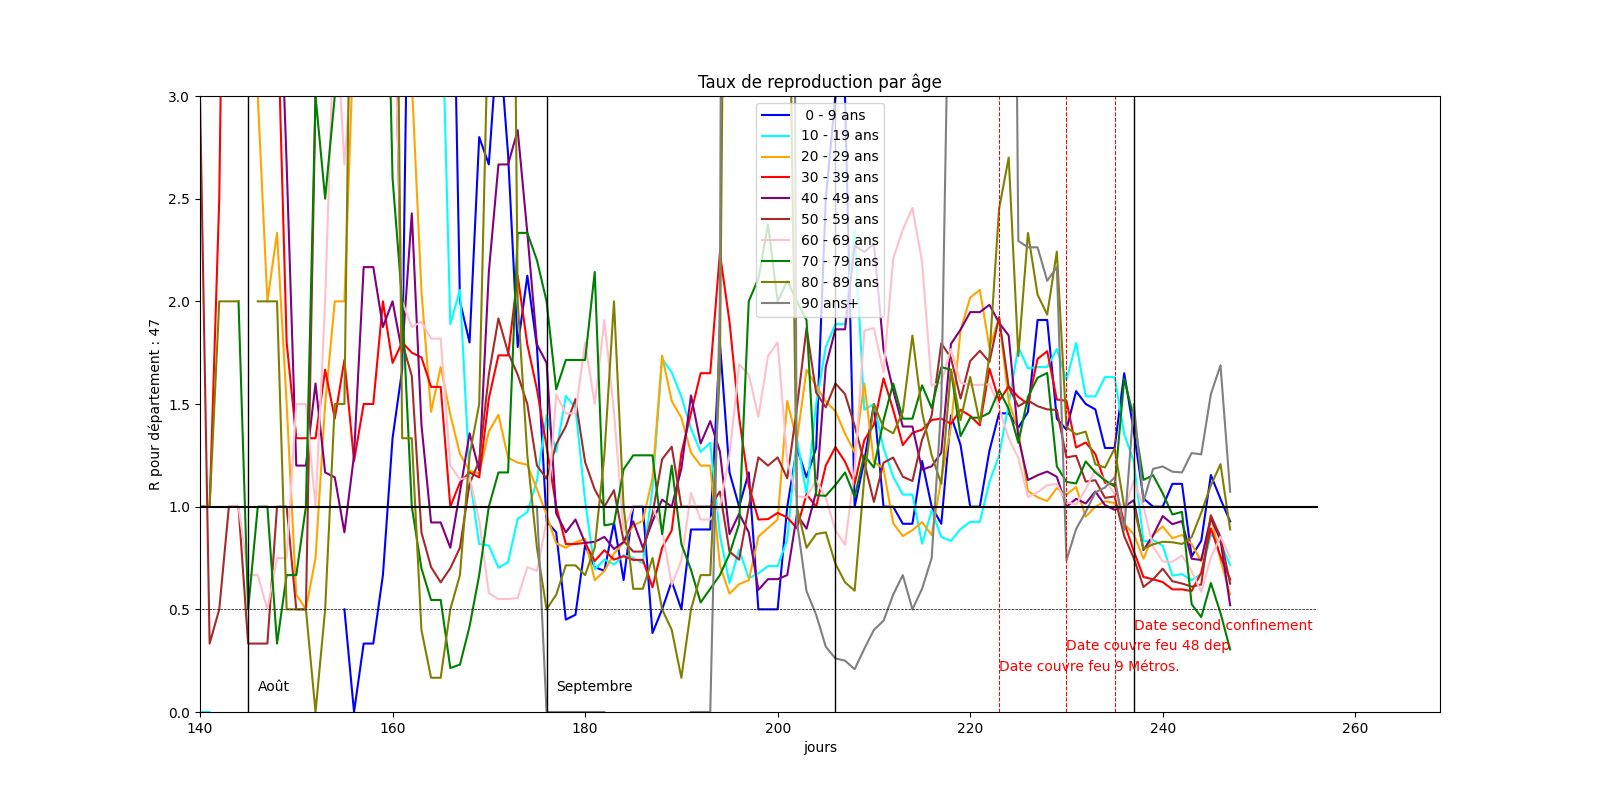 Taux de reproduction par âge
R pour département : 47
3.0
2.5
2.0
1.5
1.0
0.5
0.0
0 - 9 ans
10 - 19 ans
20 - 29 ans
30 - 39 ans
40 - 49 ans
50 - 59 ans
60 - 69 ans
70 - 79 ans
80 - 89 ans
90 ans+
Date second confinement
Date couvre feu 48 dep
Date couvre feu 9 Métros.
Août
Septembre
140
160
180
200
220
240
260
jours